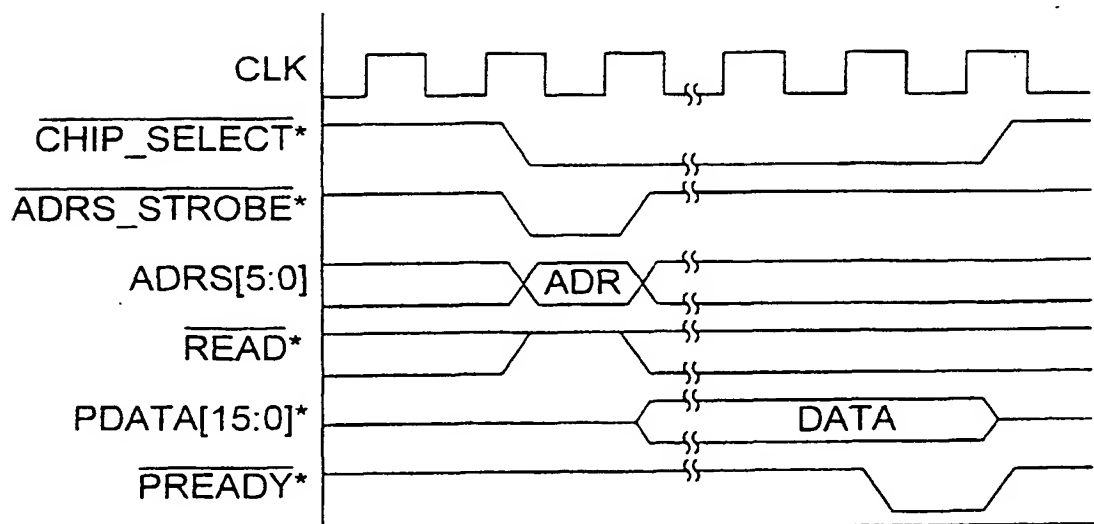 CLK
CHIP_SELECT*
ADRS_STROBE*
ADRS[5:0]
ADR
READ*
PDATA[15:0]*
DATA
PREADY*